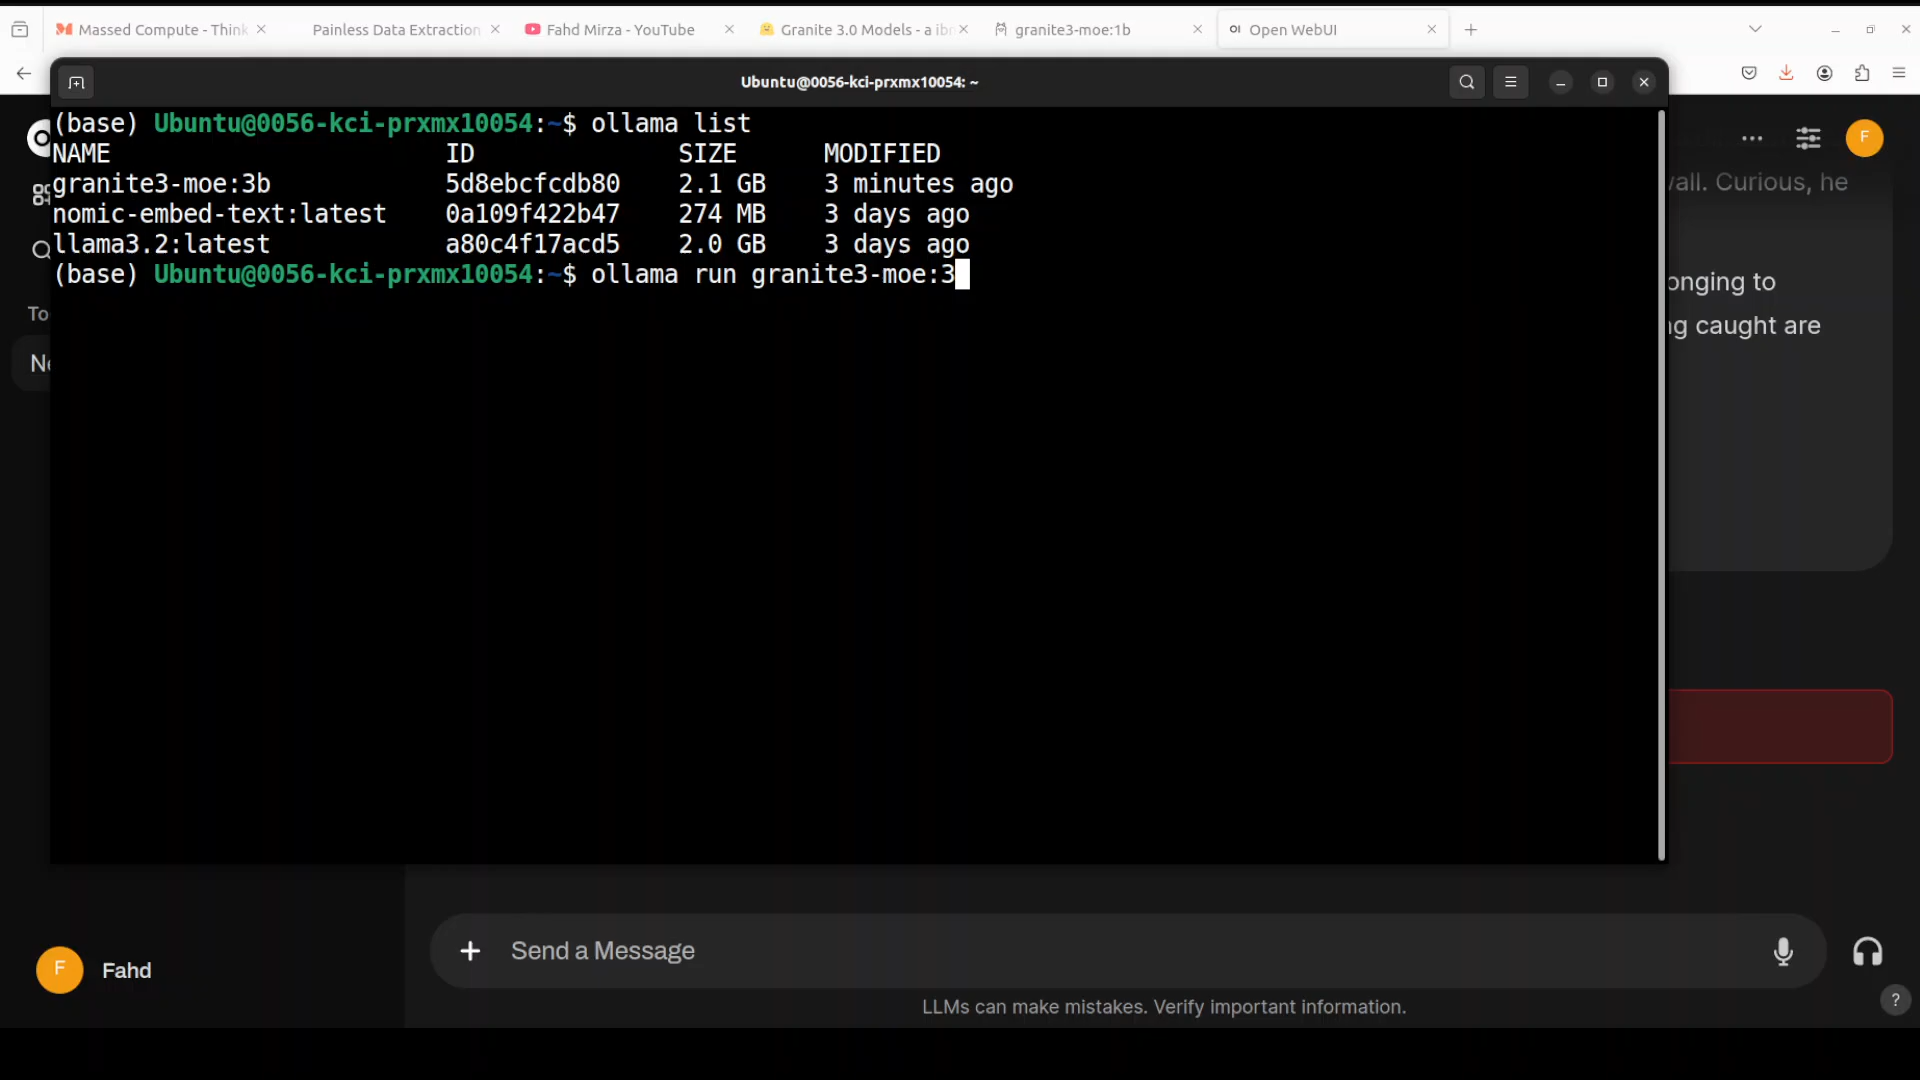 Massed Compute - Think
Painless Data Extraction
Fahd Mirza - YouTube
Granite 3.0 Models - a ibm
granite3-moe:1b
OI Open WebUI
Ubuntu@0056-kci-prxmx10054: ~
(base) Ubuntu@0056-kci-prxmx10054:~$ ollama list
NAME ID SIZE MODIFIED
granite3-moe:3b 5d8ebcfcdb80 2.1 GB 3 minutes ago
nomic-embed-text:latest 0a109f422b47 274 MB 3 days ago
llama3.2:latest a80c4f17acd5 2.0 GB 3 days ago
(base) Ubuntu@0056-kci-prxmx10054:~$ ollama run granite3-moe:3
F
Curious, he
onging to
caught are
To
Ne
Send a Message
F Fahd
LLMs can make mistakes. Verify important information.
?